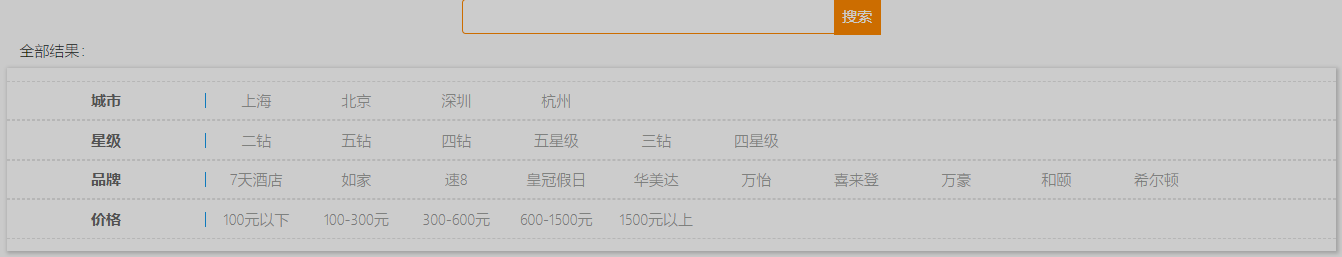 搜索
全部结果:
城市 | 上海 北京 深圳 杭州
星级 | 二钻 五钻 四钻 五星级 三钻 四星级
品牌 | 7天酒店 如家 速8 皇冠假日 华美达 万怡 喜来登 万豪 和颐 希尔顿
价格 | 100元以下 100-300元 300-600元 600-1500元 1500元以上